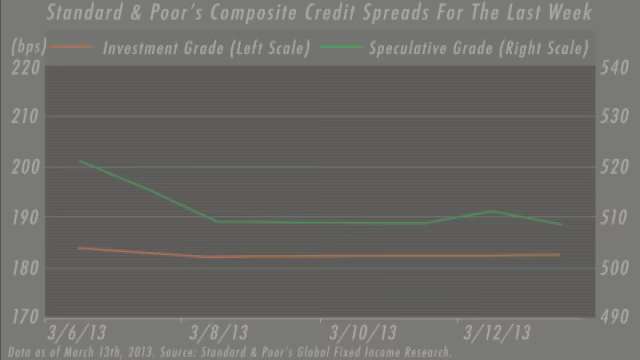 Standard & Poor's Composite Credit Spreads For The Last Week
(bps) Investment Grade (Left Scale) Speculative Grade (Right Scale)
220 540
210 530
200 520
190 510
180 500
170 490
3/6/13 3/8/13 3/10/13 3/12/13
Data as of March 13th, 2013. Source: Standard & Poor's Global Fixed Income Research.